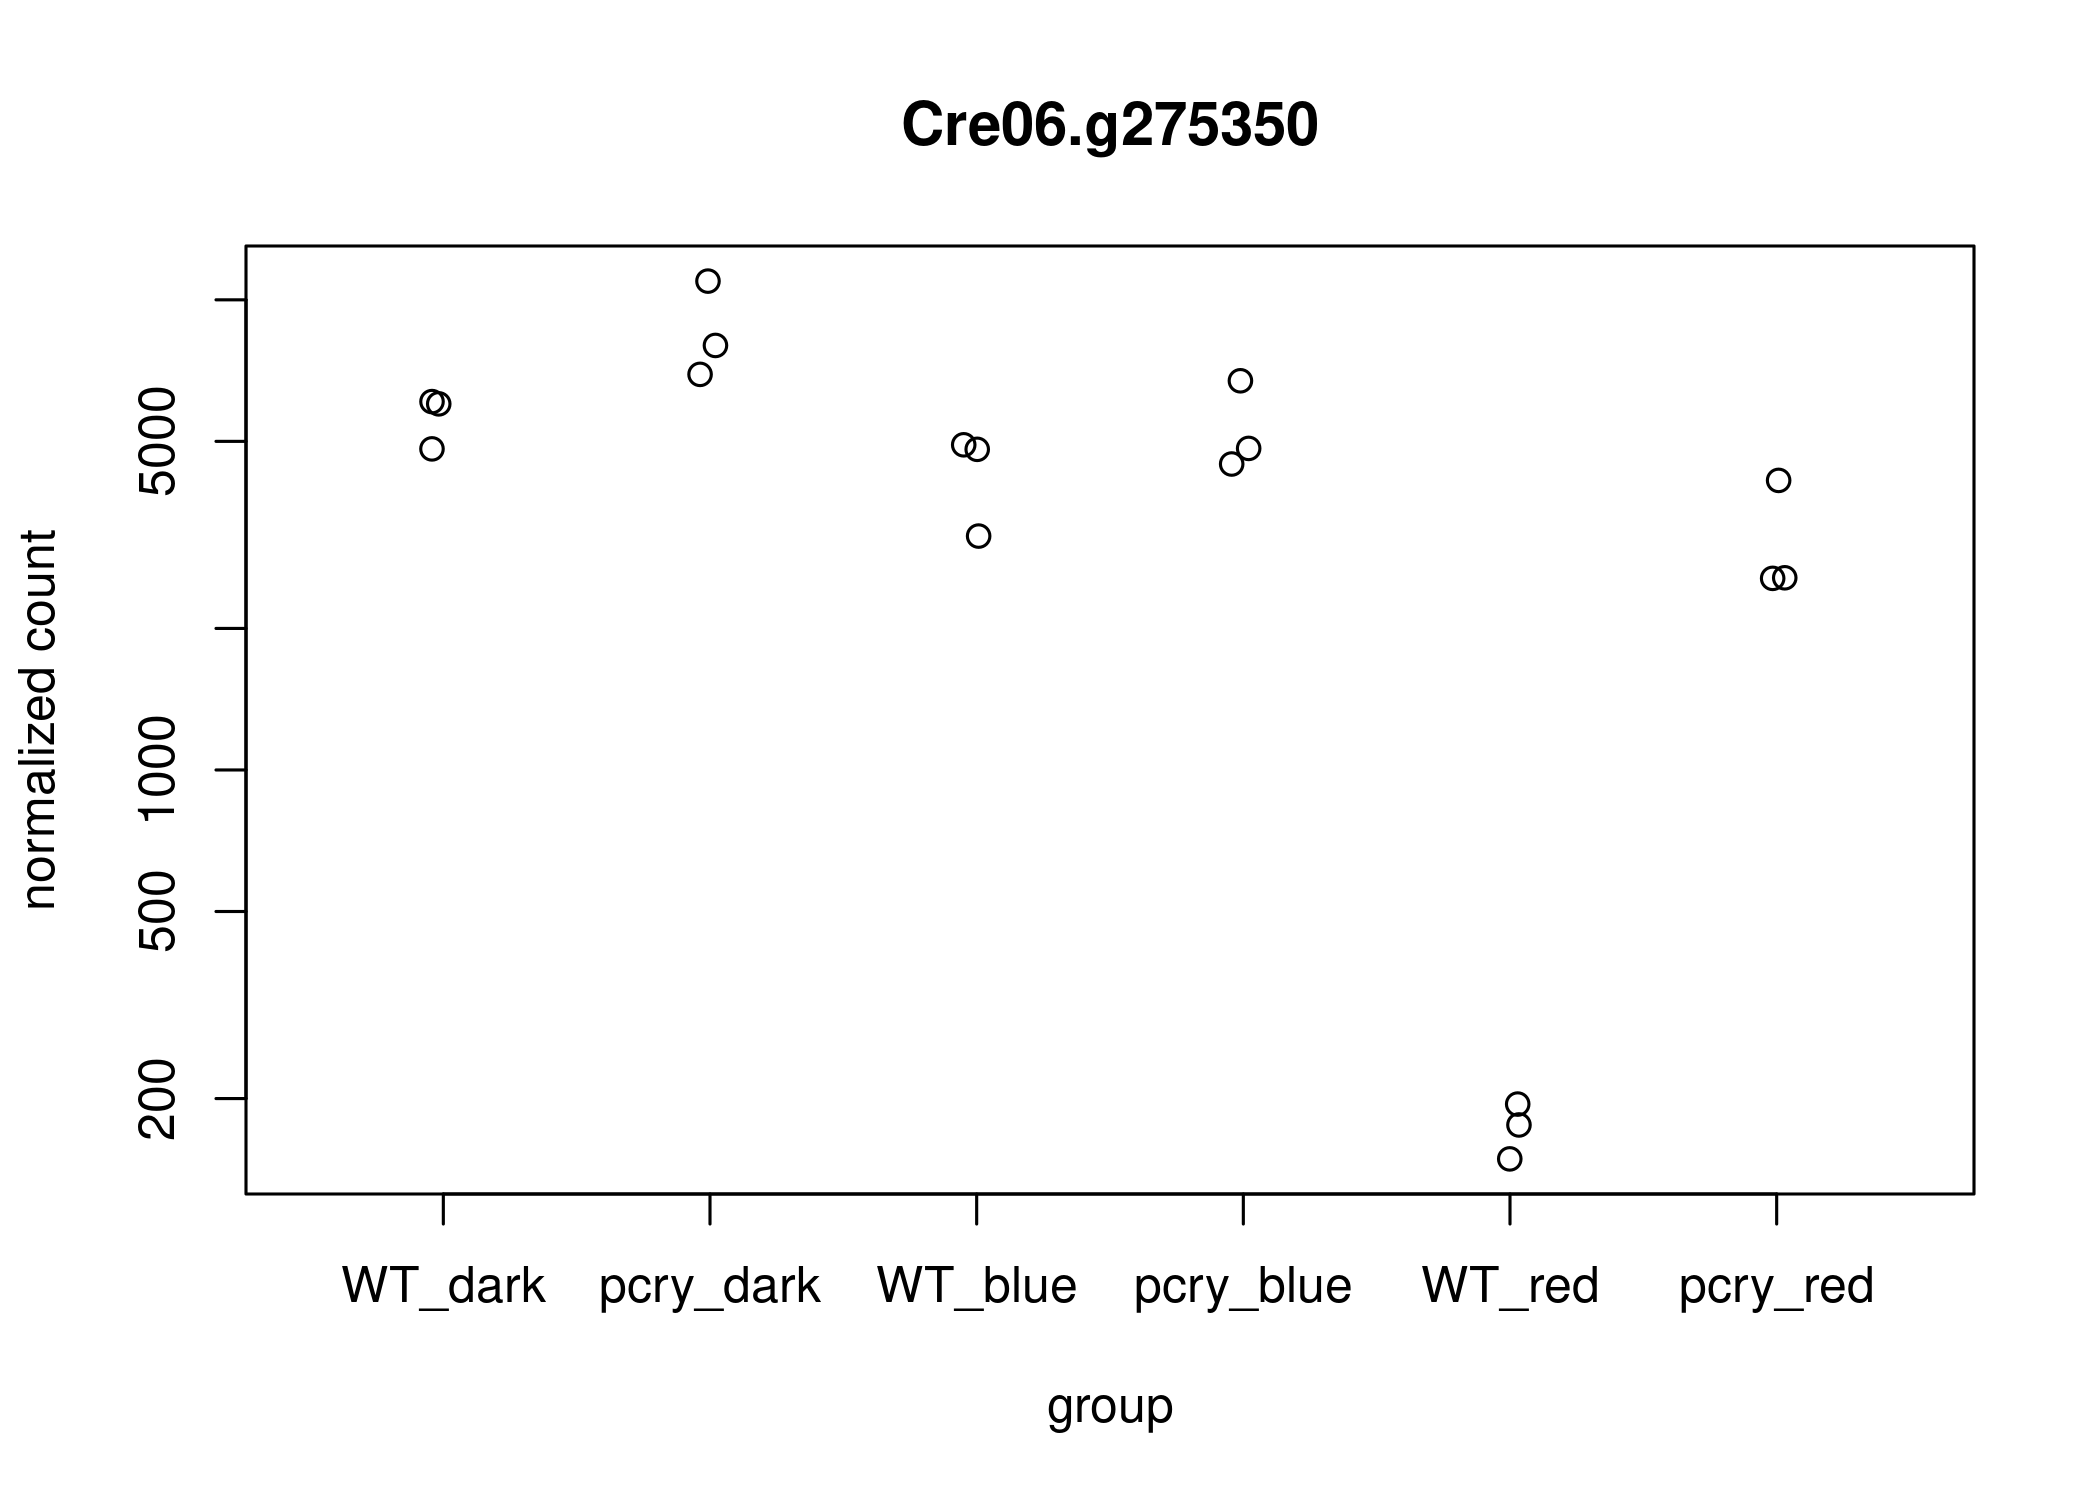 Cre06.g275350
normalized count
5000
1000
500
200
WT_dark pcry_dark WT_blue pcry_blue WT_red pcry_red
group